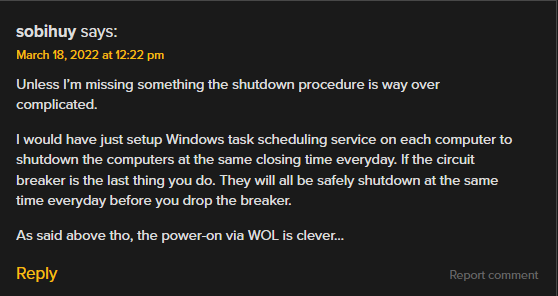 sobihuy says:
March 18, 2022 at 12:22 pm
Unless I'm missing something the shutdown procedure is way over
complicated.
I would have just setup Windows task scheduling service on each computer to
shutdown the computers at the same closing time everyday. If the circuit
breaker is the last thing you do. They will all be safely shutdown at the same
time everyday before you drop the breaker.
As said above tho, the power-on via WOL is clever...
Reply
Report comment